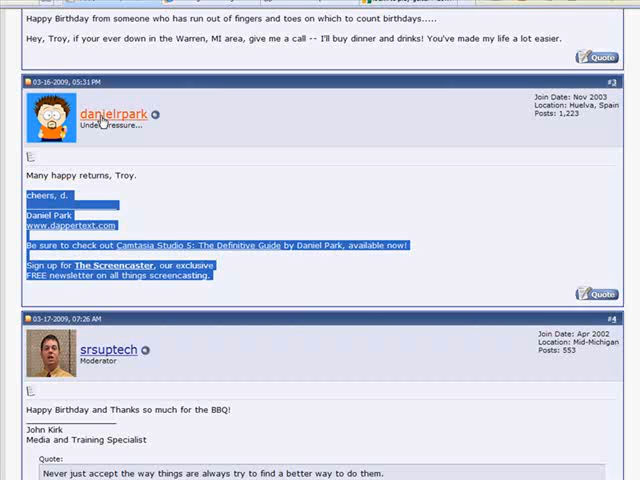 Happy Birthday from someone who has run out of fingers and toes on which to count birthdays.....
Hey, Troy, if your ever down in the Warren, MI area, give me a call -- I'll buy dinner and drinks! You've made my life a lot easier.
Quote
03-16-2009, 05:31 PM
#3
danielrpark
Under pressure...
Join Date: Nov 2003
Location: Huelva, Spain
Posts: 1,223
Many happy returns, Troy.
cheers, d.
Daniel Park
www.dappertext.com
Be sure to check out Camtasia Studio 5: The Definitive Guide by Daniel Park, available now!
Sign up for The Screencaster, our exclusive
FREE newsletter on all things screencasting.
Quote
03-17-2009, 07:26 AM
#4
srsuptech
Moderator
Join Date: Apr 2002
Location: Mid-Michigan
Posts: 553
Happy Birthday and Thanks so much for the BBQ!
John Kirk
Media and Training Specialist
Quote:
Never just accept the way things are always try to find a better way to do them.